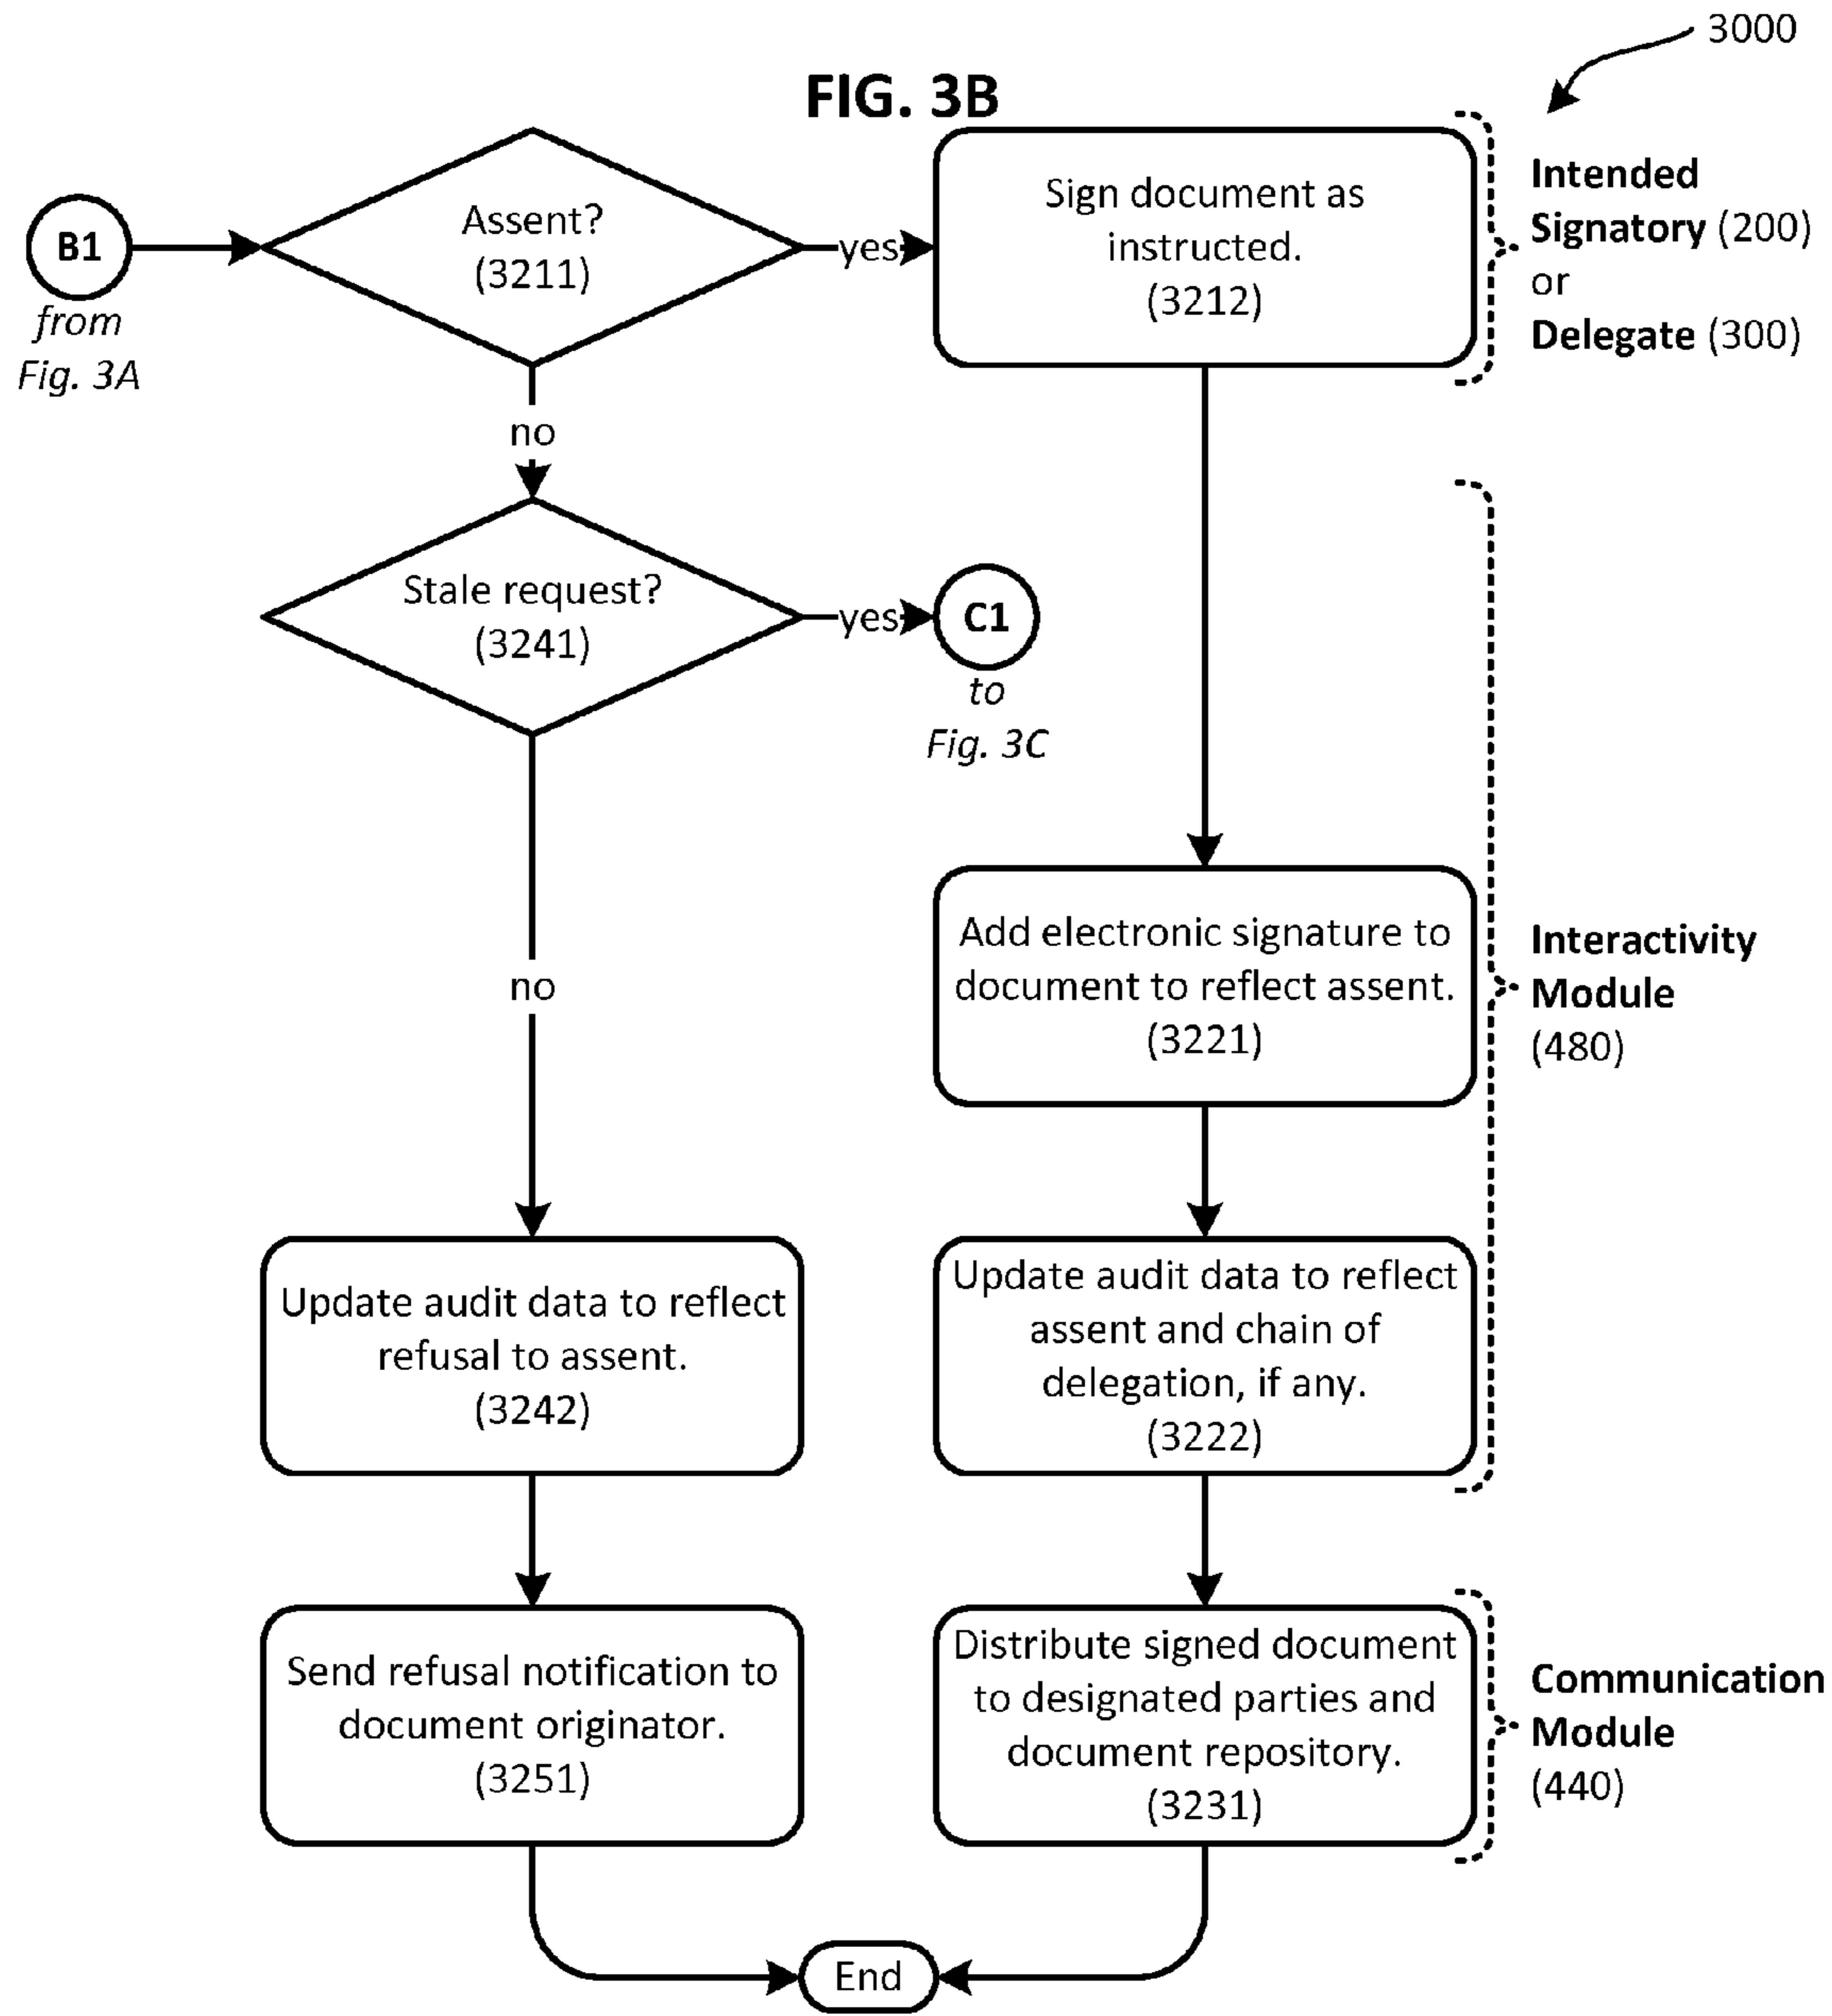 3000
FIG. 3B
B1
from
Fig. 3A
Assent?
(3211)
yes
Sign document as
instructed.
(3212)
Intended
Signatory (200)
or
Delegate (300)
no
Stale request?
(3241)
yes
C1
to
Fig. 3C
no
Add electronic signature to
document to reflect assent.
(3221)
Interactivity
Module
(480)
Update audit data to reflect
refusal to assent.
(3242)
Update audit data to reflect
assent and chain of
delegation, if any.
(3222)
Send refusal notification to
document originator.
(3251)
Distribute signed document
to designated parties and
document repository.
(3231)
Communication
Module
(440)
End